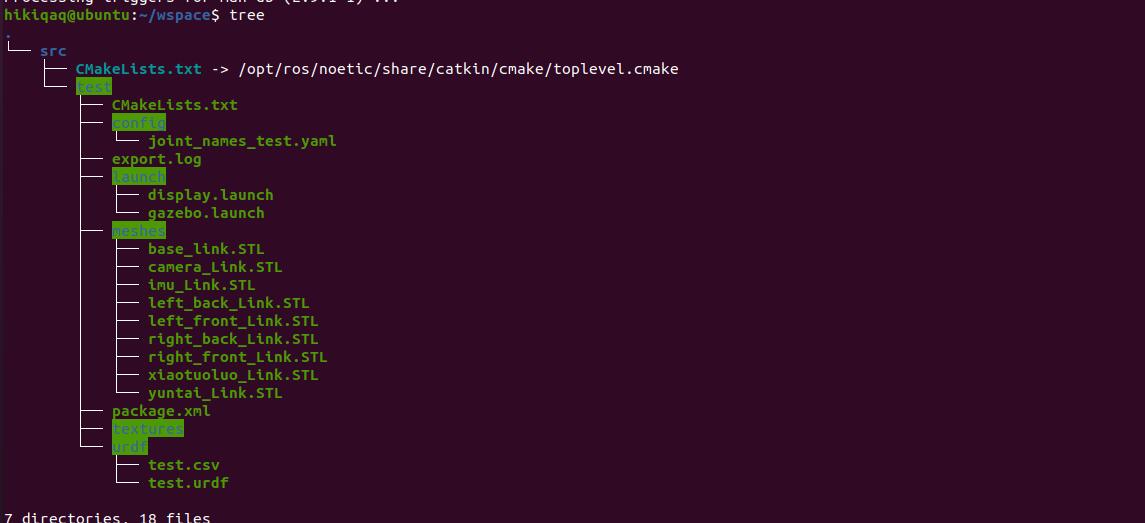 hikiqaq@ubuntu:~/wspace$ tree
.
└── src
    ├── CMakeLists.txt -> /opt/ros/noetic/share/catkin/cmake/toplevel.cmake
    └── test
        ├── CMakeLists.txt
        ├── config
        │   └── joint_names_test.yaml
        ├── export.log
        ├── launch
        │   ├── display.launch
        │   └── gazebo.launch
        ├── meshes
        │   ├── base_link.STL
        │   ├── camera_Link.STL
        │   ├── imu_Link.STL
        │   ├── left_back_Link.STL
        │   ├── left_front_Link.STL
        │   ├── right_back_Link.STL
        │   ├── right_front_Link.STL
        │   ├── xiaotuoluo_Link.STL
        │   └── yuntai_Link.STL
        ├── package.xml
        ├── textures
        └── urdf
            ├── test.csv
            └── test.urdf
7 directories, 18 files